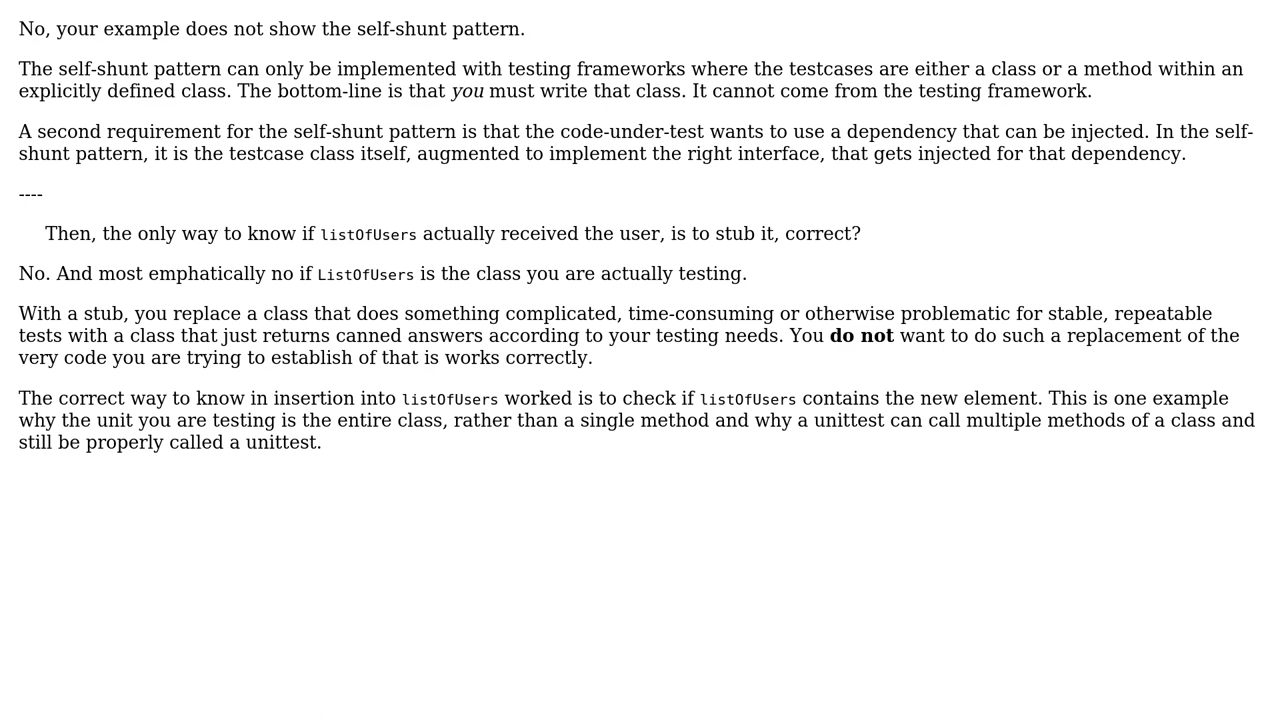 No, your example does not show the self-shunt pattern.
The self-shunt pattern can only be implemented with testing frameworks where the testcases are either a class or a method within an
explicitly defined class. The bottom-line is that you must write that class. It cannot come from the testing framework.
A second requirement for the self-shunt pattern is that the code-under-test wants to use a dependency that can be injected. In the self-
shunt pattern, it is the testcase class itself, augmented to implement the right interface, that gets injected for that dependency.
----
Then, the only way to know if listOfUsers actually received the user, is to stub it, correct?
No. And most emphatically no if ListOfUsers is the class you are actually testing.
With a stub, you replace a class that does something complicated, time-consuming or otherwise problematic for stable, repeatable
tests with a class that just returns canned answers according to your testing needs. You do not want to do such a replacement of the
very code you are trying to establish of that is works correctly.
The correct way to know in insertion into listOfUsers worked is to check if listOfUsers contains the new element. This is one example
why the unit you are testing is the entire class, rather than a single method and why a unittest can call multiple methods of a class and
still be properly called a unittest.